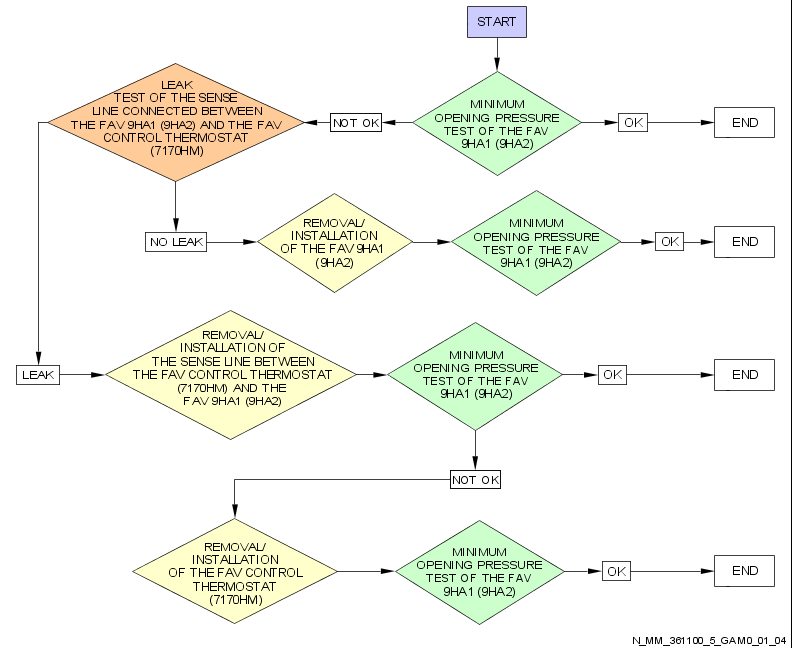 START
MINIMUM
OPENING PRESSURE
TEST OF THE FAV
9HA1 (9HA2)
OK
END
NOT OK
LEAK
TEST OF THE SENSE
LINE CONNECTED BETWEEN
THE FAV 9HA1 (9HA2) AND THE FAV
CONTROL THERMOSTAT
(7170HM)
NO LEAK
REMOVAL/
INSTALLATION
OF THE FAV 9HA1
(9HA2)
MINIMUM
OPENING PRESSURE
TEST OF THE FAV
9HA1 (9HA2)
OK
END
LEAK
REMOVAL/
INSTALLATION OF
THE SENSE LINE BETWEEN
THE FAV CONTROL THERMOSTAT
(7170HM) AND THE
FAV 9HA1 (9HA2)
MINIMUM
OPENING PRESSURE
TEST OF THE FAV
9HA1 (9HA2)
OK
END
NOT OK
REMOVAL/
INSTALLATION
OF THE FAV CONTROL
THERMOSTAT
(7170HM)
MINIMUM
OPENING PRESSURE
TEST OF THE FAV
9HA1 (9HA2)
OK
END
N_MM_361100_5_GAM0_01_04